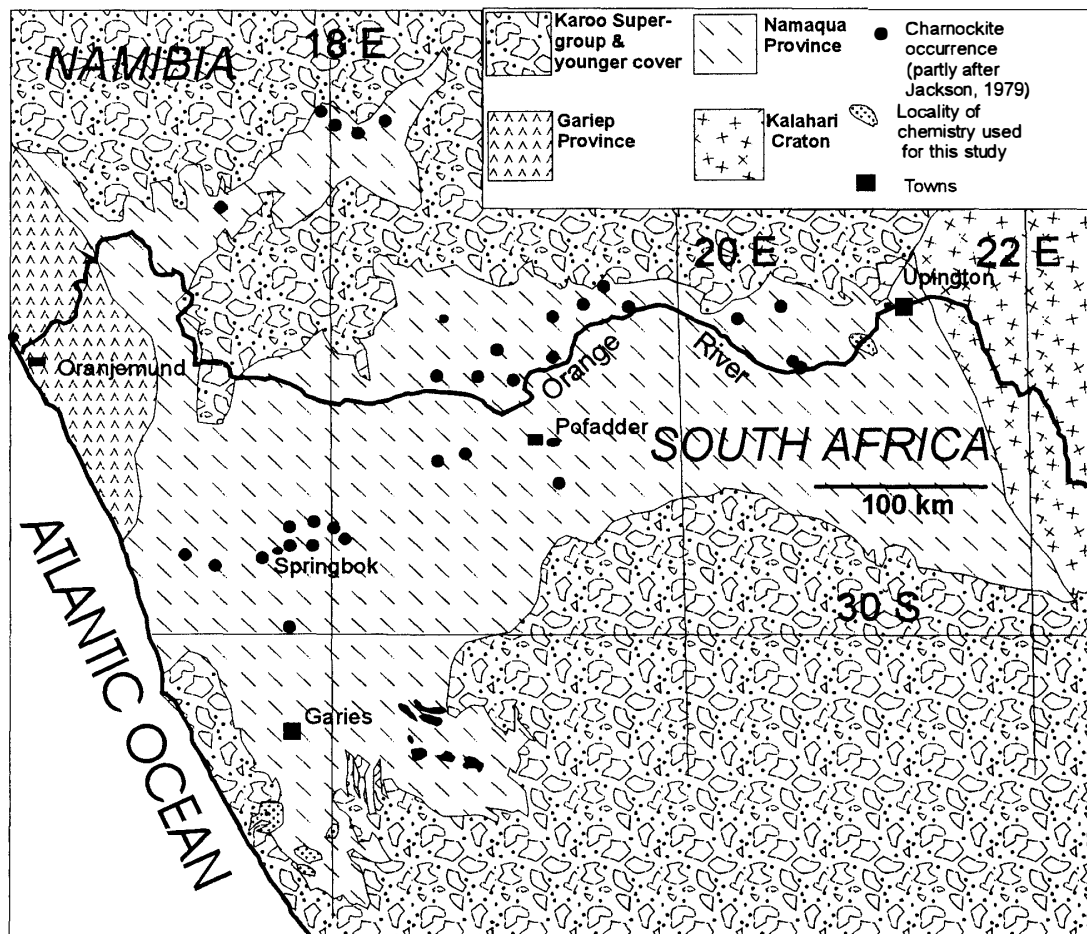 NAMIBIA
18 E
Karoo Super-
group &
younger cover
Namaqua
Province
Charnockite
occurrence
(partly after
Jackson, 1979)
Gariep
Province
Kalahari
Craton
Locality of
chemistry used
for this study
Towns
20 E
22 E
Upington
Oranjemund
Orange
River
Pofadder
SOUTH AFRICA
100 km
Springbok
30 S
ATLANTIC OCEAN
Garies